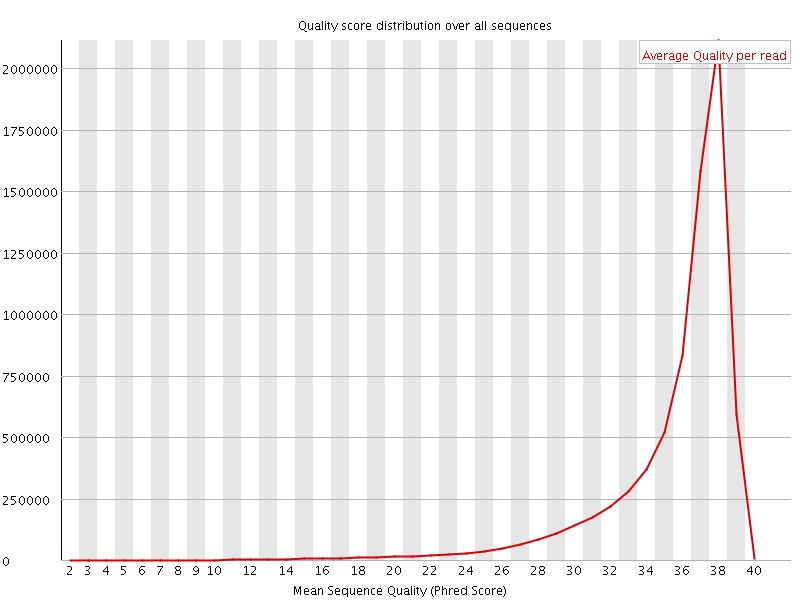 Quality score distribution over all sequences
Average Quality per read
2000000
1750000
1500000
1250000
1000000
750000
500000
250000
0
2 3 4 5 6 7 8 9 10 12 14 16 18 20 22 24 26 28 30 32 34 36 38 40
Mean Sequence Quality (Phred Score)